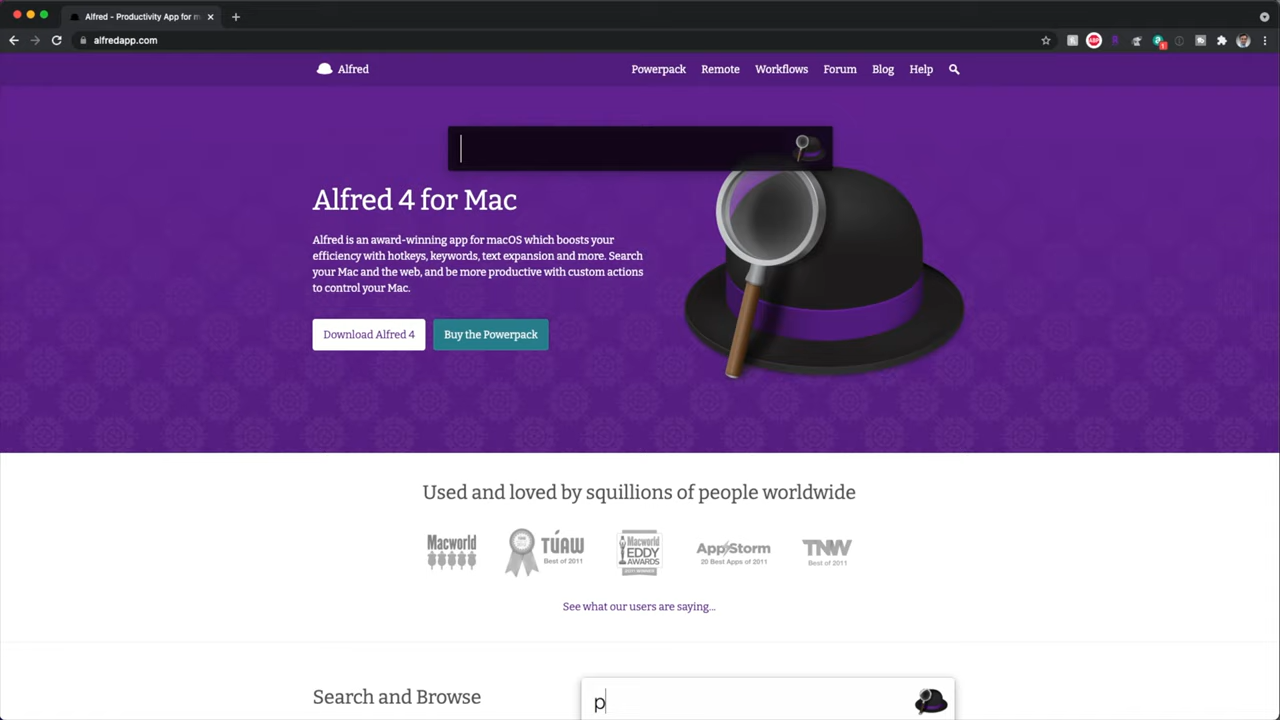 Alfred - Productivity App for m
alfredapp.com
Alfred
Powerpack Remote Workflows Forum Blog Help
Alfred 4 for Mac
Alfred is an award-winning app for macOS which boosts your
efficiency with hotkeys, keywords, text expansion and more. Search
your Mac and the web, and be more productive with custom actions
to control your Mac.
Download Alfred 4 Buy the Powerpack
Used and loved by squillions of people worldwide
Macworld
TÚAW
Best of 2011
Macworld
EDDY
AWARDS
App/Storm
20 Best Apps of 2011
TNW
Best of 2011
See what our users are saying...
Search and Browse
p